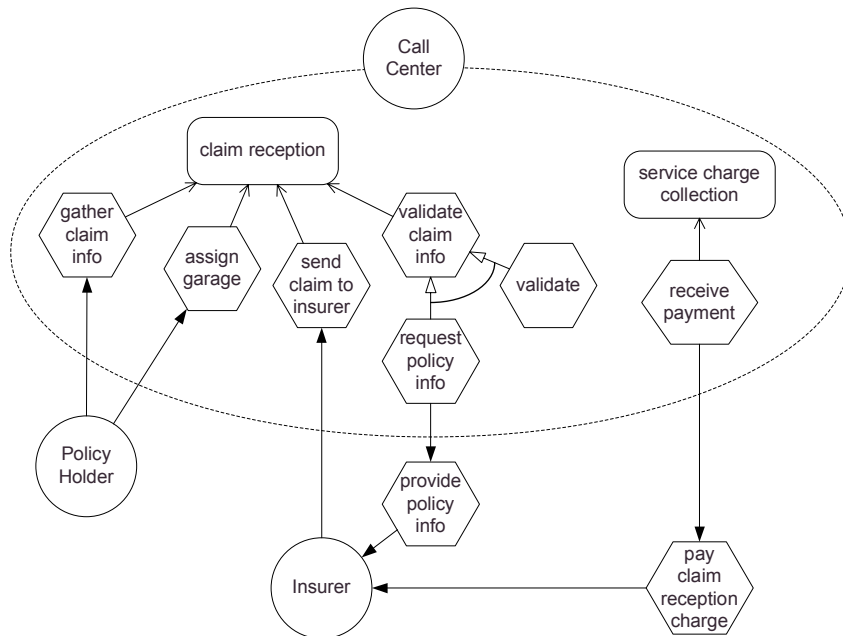 Call
Center
claim reception
service charge
collection
gather
claim
info
assign
garage
send
claim to
insurer
validate
claim
info
validate
receive
payment
request
policy
info
Policy
Holder
provide
policy
info
Insurer
pay
claim
reception
charge